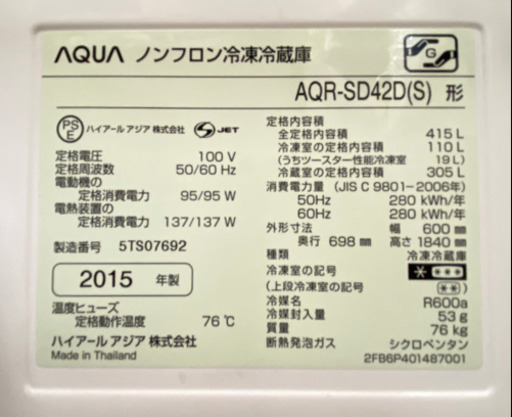 AQUA ノンフロン冷凍冷蔵庫
G
AQR-SD42D(S) 形
PS E ハイアール アジア 株式会社 S JET
定格電圧 100 V
定格周波数 50/60 Hz
電動機の
定格消費電力 95/95 W
電熱装置の
定格消費電力 137/137 W
製造番号 5TS07692
2015 年製
温度ヒューズ
定格動作温度 76 ℃
ハイアール アジア 株式会社
Made in Thailand
定格内容積
全定格内容積 415 L
冷凍室の定格内容積 110 L
(うちツースター性能冷凍室 19 L)
冷蔵室の定格内容積 305 L
消費電力量 (JIS C 9801-2006年)
50Hz 280 kWh/年
60Hz 280 kWh/年
外形寸法 幅 600 ㎜
奥行 698 ㎜ 高さ 1840 ㎜
種類 冷凍冷蔵庫
冷凍室の記号 ＊＊＊＊
(上段冷凍室の記号 ＊＊)
冷媒名 R600a
冷媒封入量 53 g
質量 76 kg
断熱発泡ガス シクロペンタン
2FB6P401487001